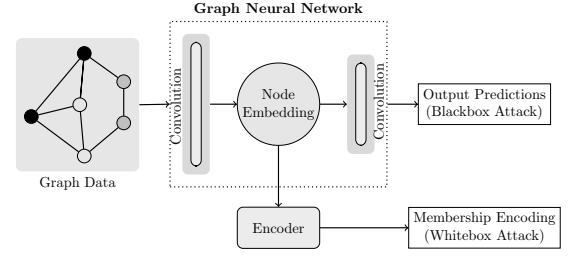 Graph Neural Network
Graph Data
Convolution
Node
Embedding
Convolution
Output Predictions
(Blackbox Attack)
Encoder
Membership Encoding
(Whitebox Attack)